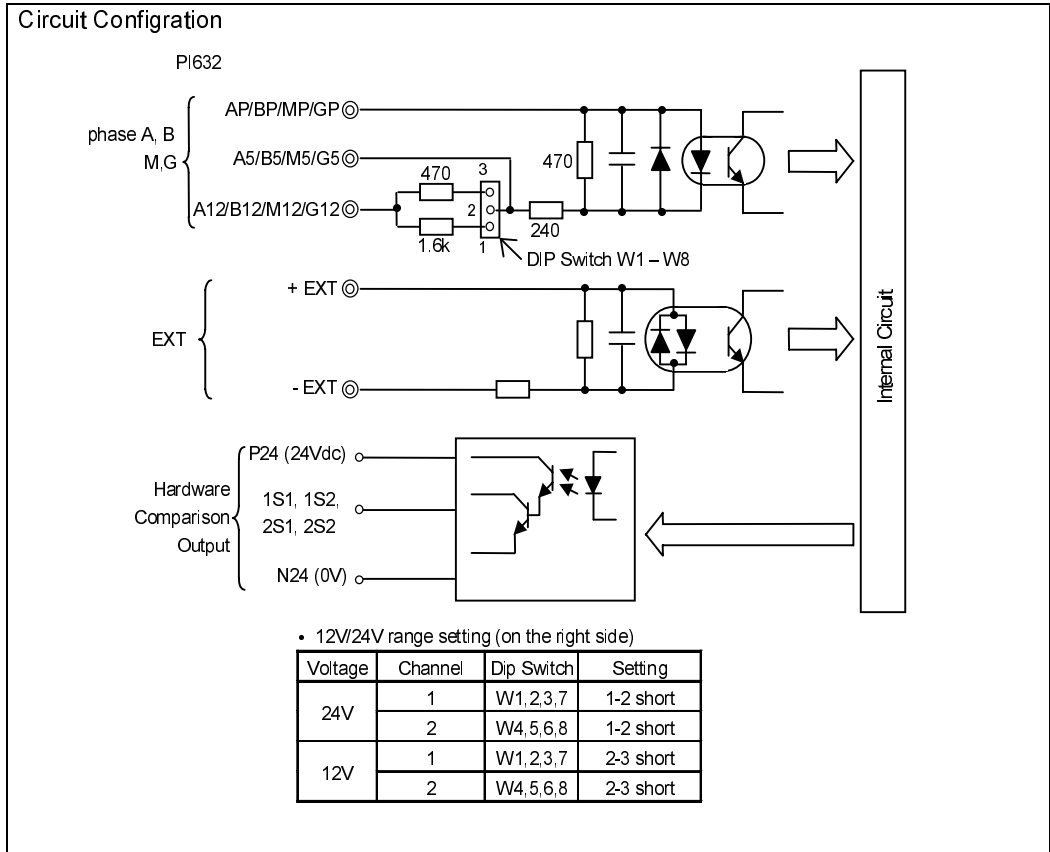 Circuit Configration
PI632
phase A, B
M,G
AP/BP/MP/GP
A5/B5/M5/G5
A12/B12/M12/G12
470
1.6k
3
2
1
240
470
DIP Switch W1 – W8
EXT
+ EXT
- EXT
Internal Circuit
Hardware
Comparison
Output
P24 (24Vdc)
1S1, 1S2,
2S1, 2S2
N24 (0V)
• 12V/24V range setting (on the right side)
Voltage Channel Dip Switch Setting
24V 1 W1,2,3,7 1-2 short
2 W4,5,6,8 1-2 short
12V 1 W1,2,3,7 2-3 short
2 W4,5,6,8 2-3 short